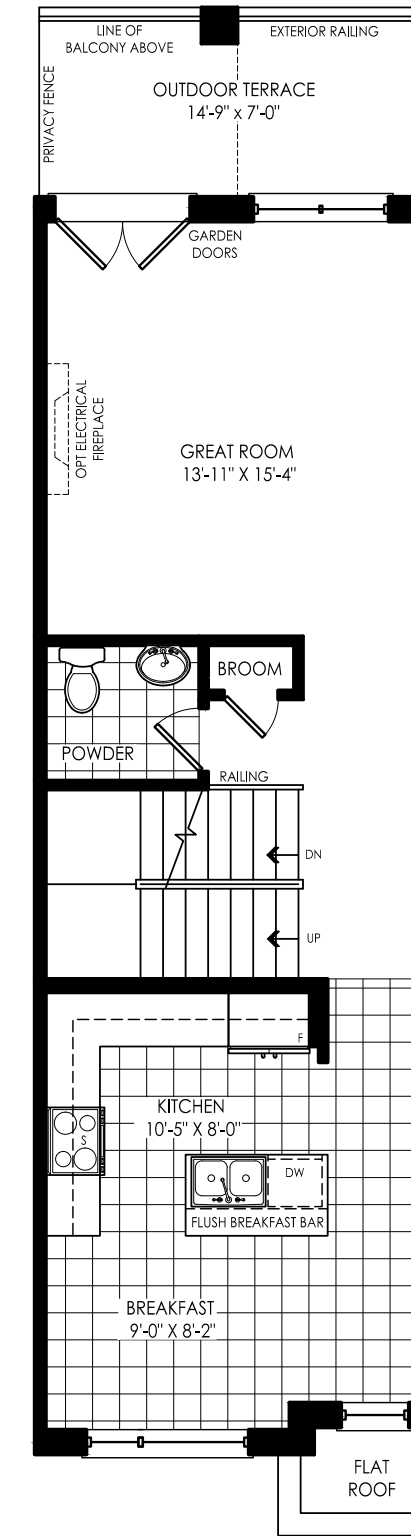 LINE OF
BALCONY ABOVE
EXTERIOR RAILING
PRIVACY FENCE
OUTDOOR TERRACE
14'-9" x 7'-0"
GARDEN
DOORS
OPT ELECTRICAL
FIREPLACE
GREAT ROOM
13'-11" X 15'-4"
BROOM
POWDER
RAILING
DN
UP
F
KITCHEN
10'-5" X 8'-0"
S
DW
FLUSH BREAKFAST BAR
BREAKFAST
9'-0" X 8'-2"
FLAT
ROOF